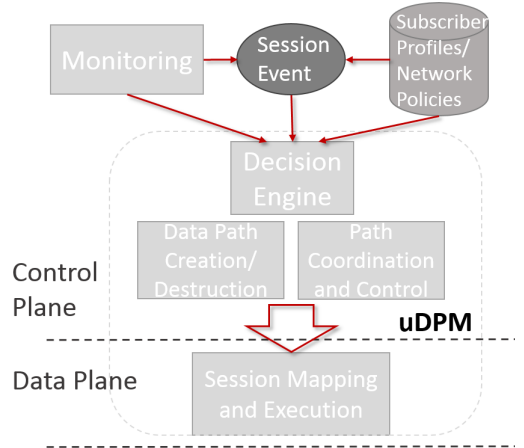 Monitoring
Session
Event
Subscriber
Profiles/
Network
Policies
Decision
Engine
Data Path
Creation/
Destruction
Path
Coordination
and Control
Control
Plane
uDPM
Data Plane
Session Mapping
and Execution